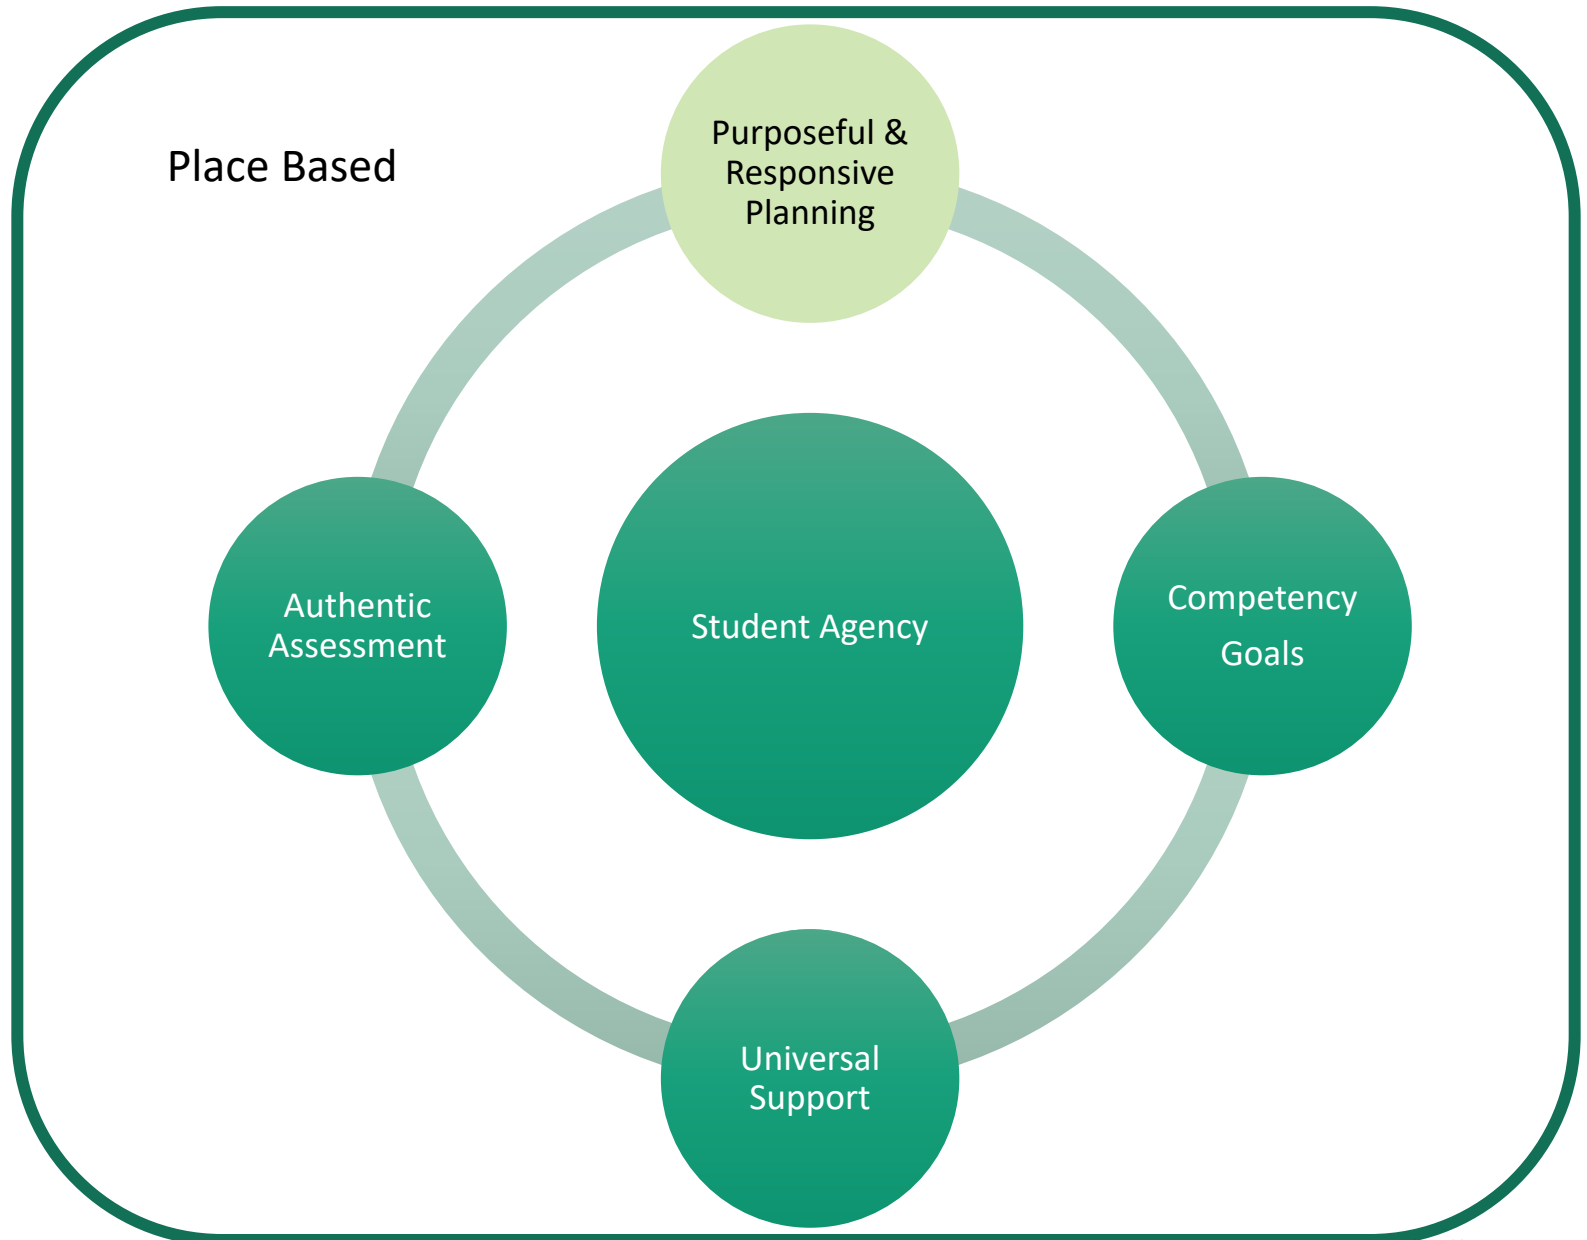 Place Based
Purposeful &
Responsive
Planning
Authentic
Assessment
Student Agency
Competency
Goals
Universal
Support